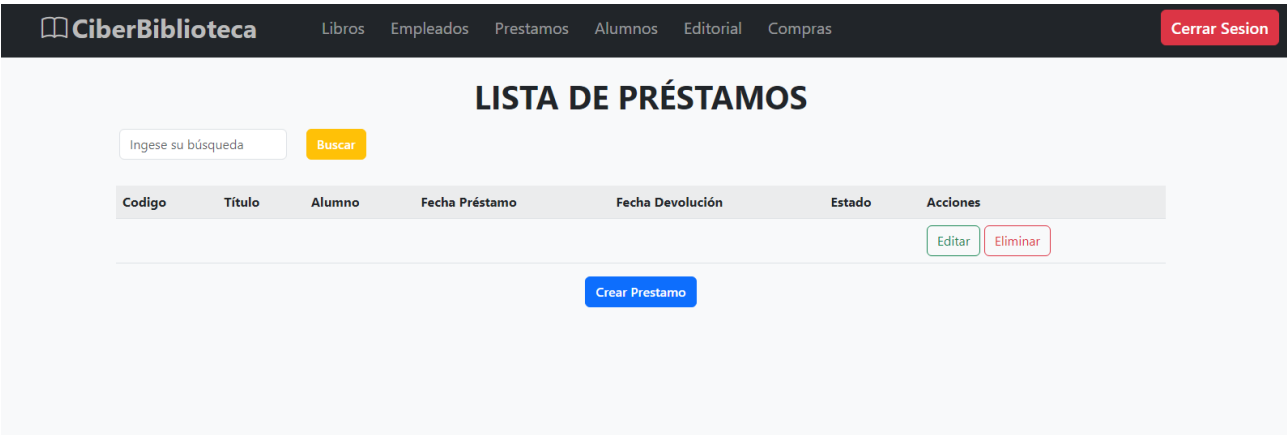 CiberBiblioteca Libros Empleados Prestamos Alumnos Editorial Compras Cerrar Sesion
LISTA DE PRÉSTAMOS
Ingese su búsqueda Buscar
Codigo Título Alumno Fecha Préstamo Fecha Devolución Estado Acciones
Editar Eliminar
Crear Prestamo